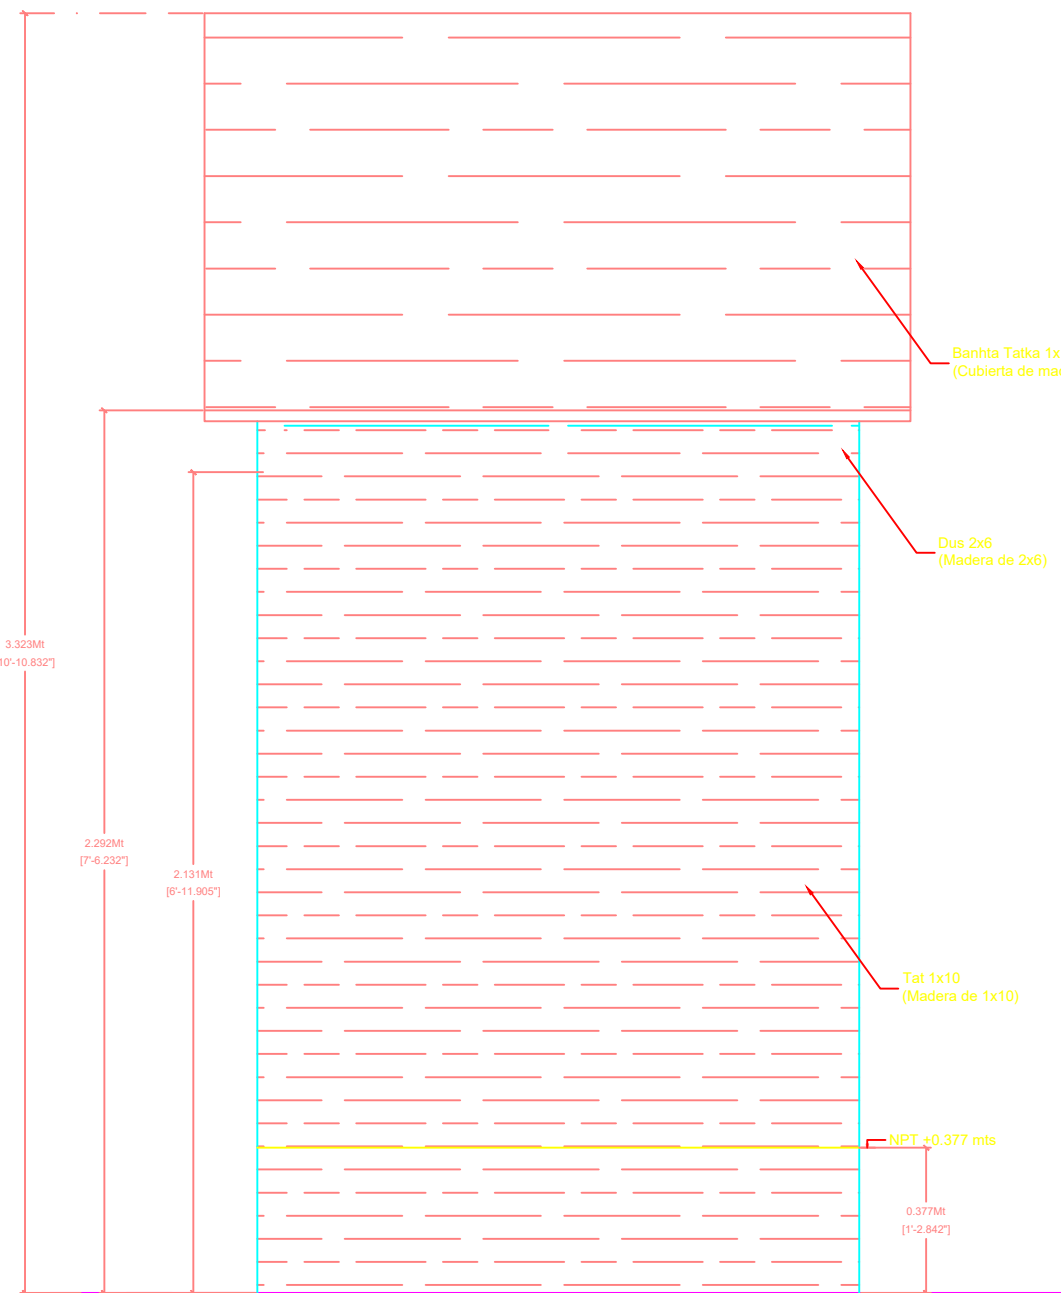 Banhta Tatka 1x
(Cubierta de mad
Dus 2x6
(Madera de 2x6)
3.323Mt
10'-10.832"]
2.292Mt
[7'-6.232"]
2.131Mt
[6'-11.905"]
Tat 1x10
(Madera de 1x10)
NPT +0.377 mts
0.377Mt
[1'-2.842"]